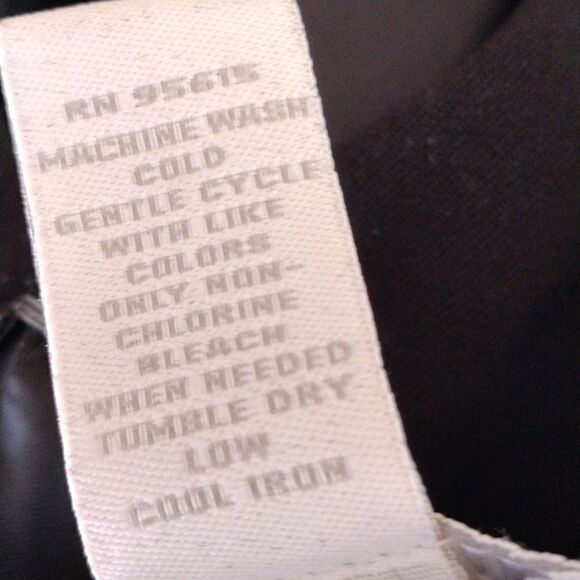 RN 95615
MACHINE WASH
COLD
GENTLE CYCLE
WITH LIKE
COLORS
ONLY NON-
CHLORINE
BLEACH
WHEN NEEDED
TUMBLE DRY
LOW
COOL IRON